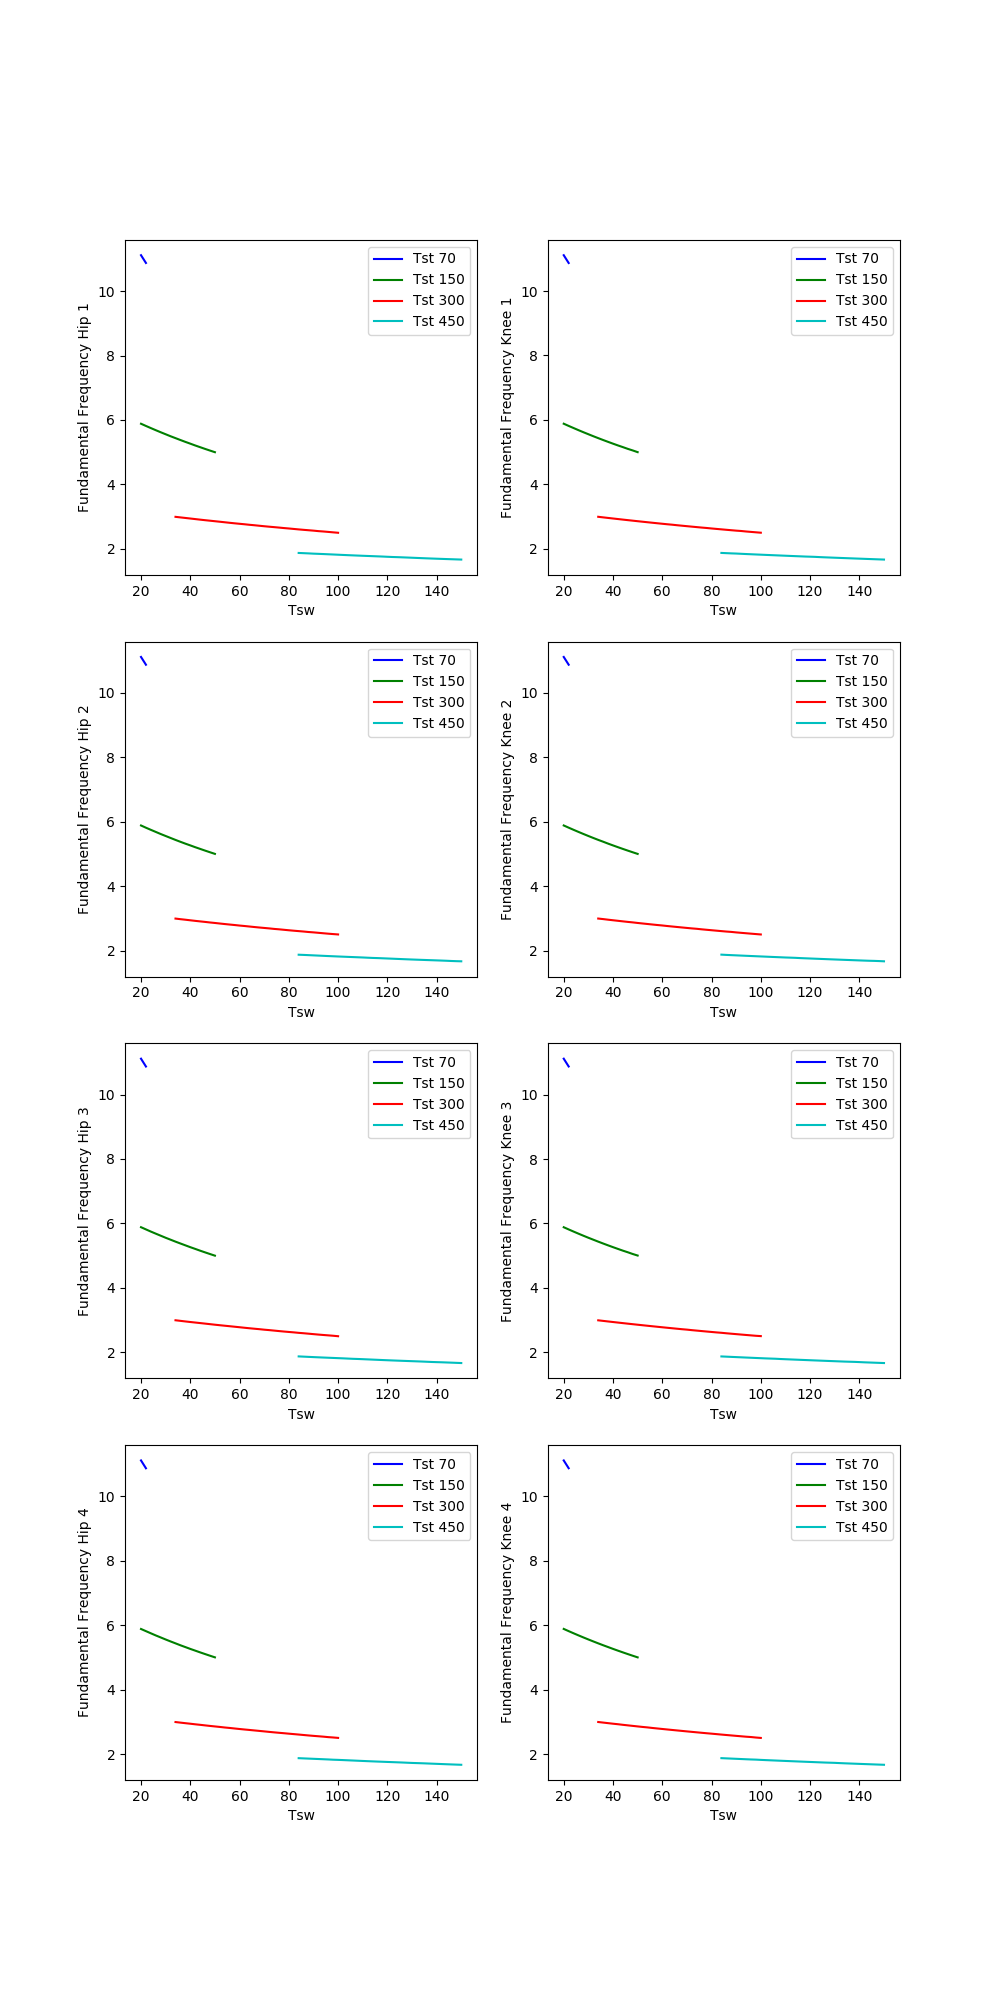 Fundamental Frequency Hip 1
10
8
6
4
2
20 40 60 80 100 120 140
Tsw
Tst 70
Tst 150
Tst 300
Tst 450
Fundamental Frequency Knee 1
10
8
6
4
2
20 40 60 80 100 120 140
Tsw
Tst 70
Tst 150
Tst 300
Tst 450
Fundamental Frequency Hip 2
10
8
6
4
2
20 40 60 80 100 120 140
Tsw
Tst 70
Tst 150
Tst 300
Tst 450
Fundamental Frequency Knee 2
10
8
6
4
2
20 40 60 80 100 120 140
Tsw
Tst 70
Tst 150
Tst 300
Tst 450
Fundamental Frequency Hip 3
10
8
6
4
2
20 40 60 80 100 120 140
Tsw
Tst 70
Tst 150
Tst 300
Tst 450
Fundamental Frequency Knee 3
10
8
6
4
2
20 40 60 80 100 120 140
Tsw
Tst 70
Tst 150
Tst 300
Tst 450
Fundamental Frequency Hip 4
10
8
6
4
2
20 40 60 80 100 120 140
Tsw
Tst 70
Tst 150
Tst 300
Tst 450
Fundamental Frequency Knee 4
10
8
6
4
2
20 40 60 80 100 120 140
Tsw
Tst 70
Tst 150
Tst 300
Tst 450